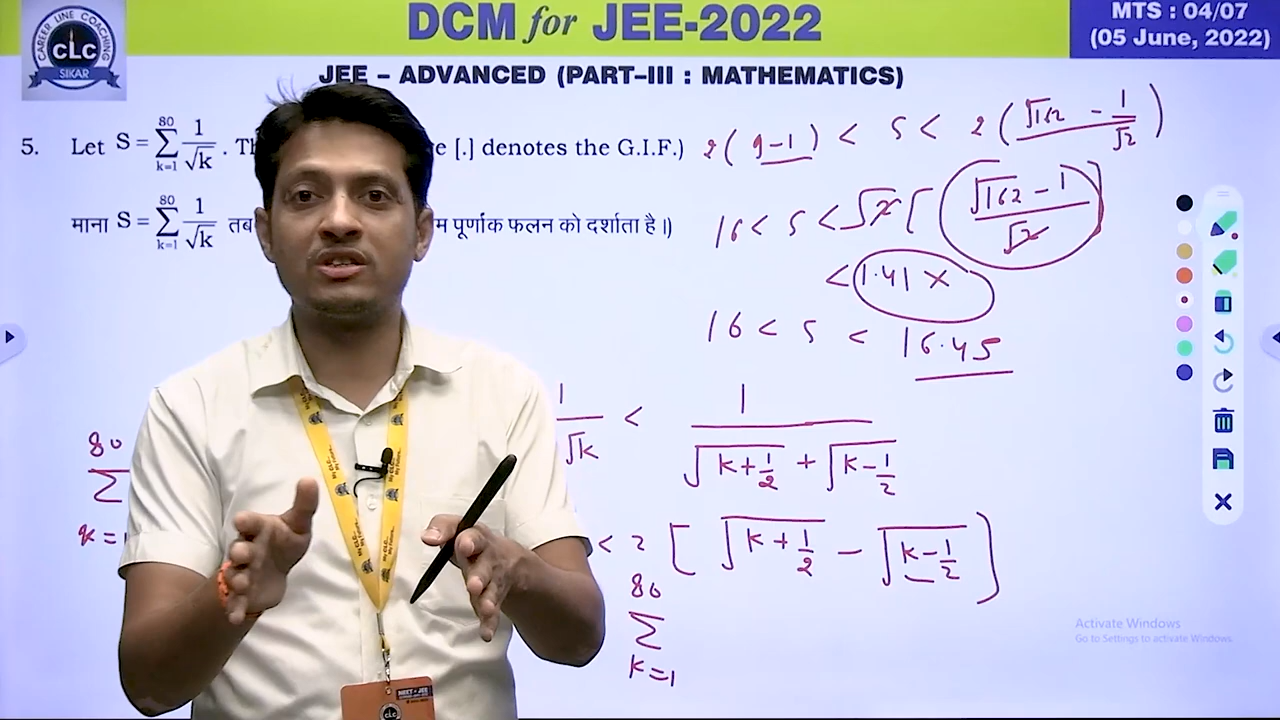 DCM for JEE-2022
MTS : 04/07
(05 June, 2022)
CAREER LINE COACHING
CLC
SIKAR
JEE – ADVANCED (PART–III : MATHEMATICS)
5. Let S = ∑_{k=1}^{80} 1/√k . Th e [.] denotes the G.I.F.)
माना S = ∑_{k=1}^{80} 1/√k तब म पूर्णांक फलन को दर्शाता है।)
2(9-1) < S < 2(√162 - 1/√2)
16 < S < √2[(√162 - 1)/√2]
< 1.41 ×
16 < S < 16.45
1/√k < 1/(√(k+1/2) + √(k-1/2))
80
∑
k=1
< 2[√(k+1/2) - √(k-1/2)]
80
∑
k=1
Activate Windows
Go to Settings to activate Windows.
NEET - JEE
CLC